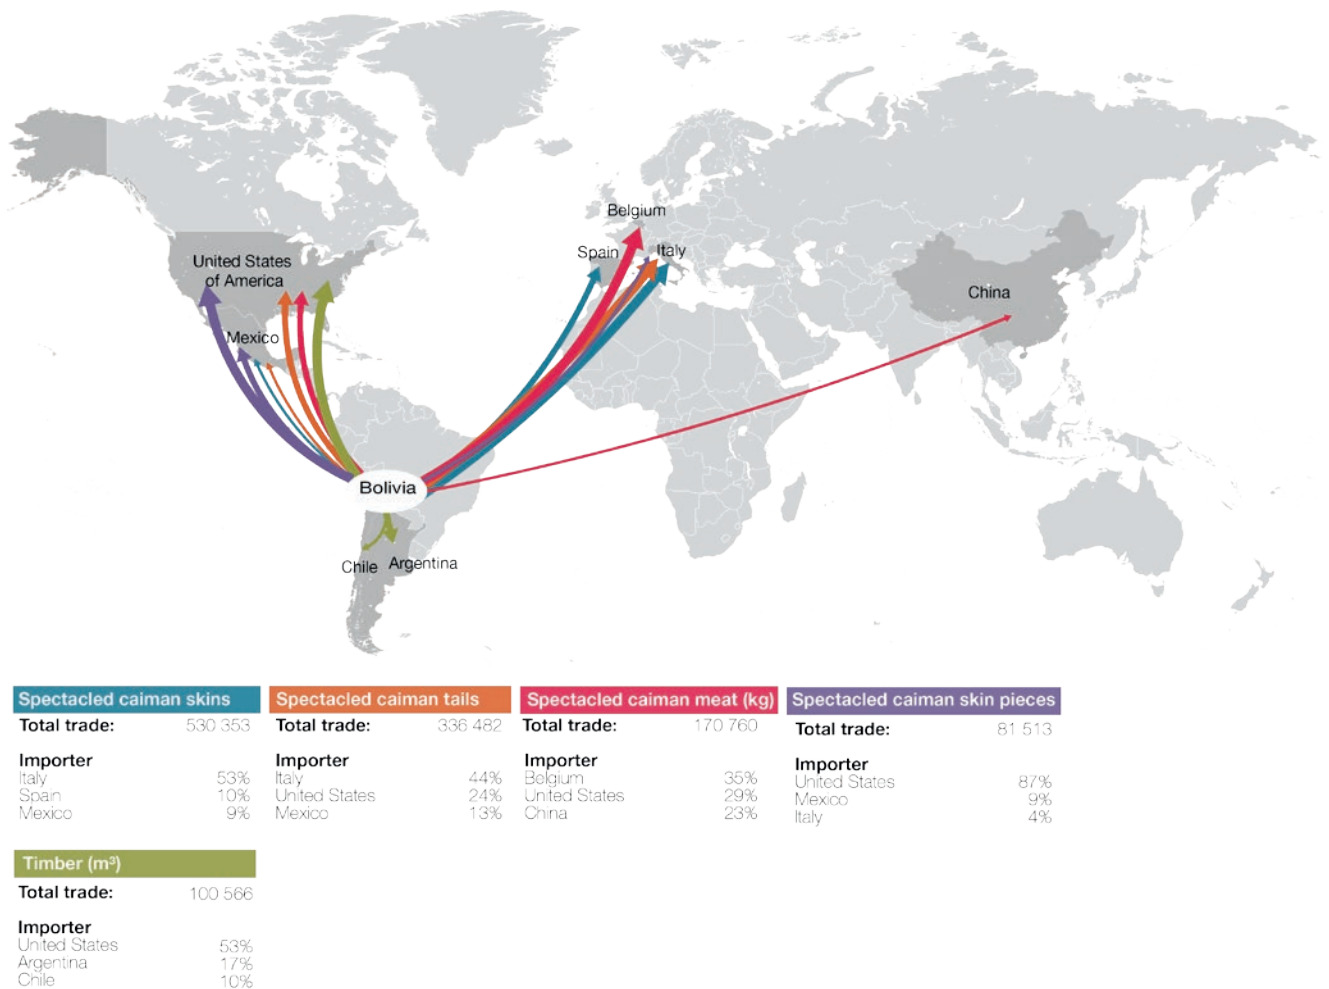 Belgium
Spain
Italy
United States
of America
China
Mexico
Bolivia
Chile
Argentina
Spectacled caiman skins
Total trade: 530 353
Importer
Italy 53%
Spain 10%
Mexico 9%
Spectacled caiman tails
Total trade: 336 482
Importer
Italy 44%
United States 24%
Mexico 13%
Spectacled caiman meat (kg)
Total trade: 170 760
Importer
Belgium 35%
United States 29%
China 23%
Spectacled caiman skin pieces
Total trade: 81 513
Importer
United States 87%
Mexico 9%
Italy 4%
Timber (m³)
Total trade: 100 566
Importer
United States 53%
Argentina 17%
Chile 10%